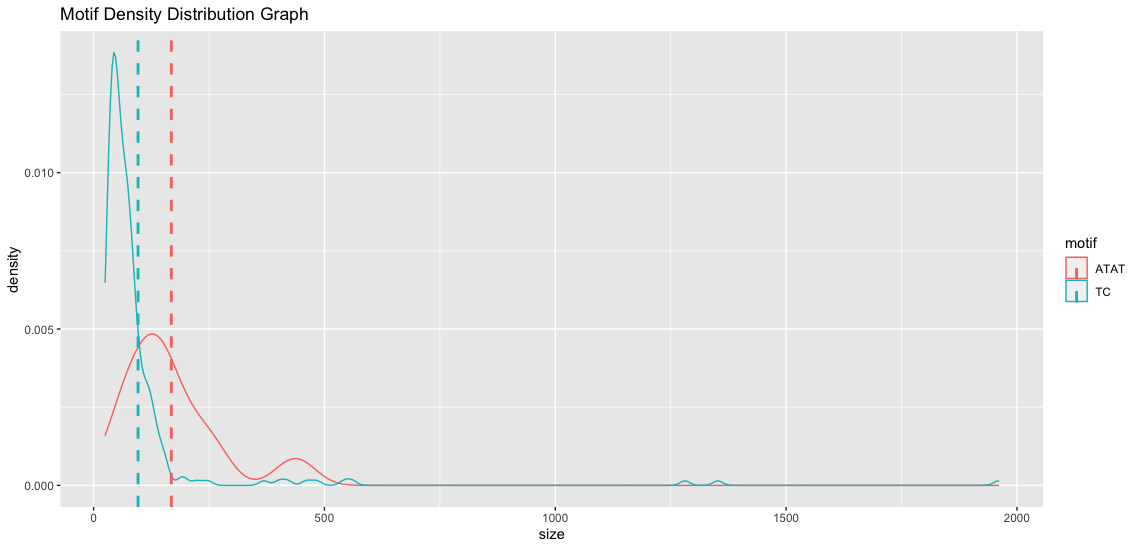 Motif Density Distribution Graph
0.010
0.005
0.000
density
0 500 1000 1500 2000
size
motif
ATAT
TC